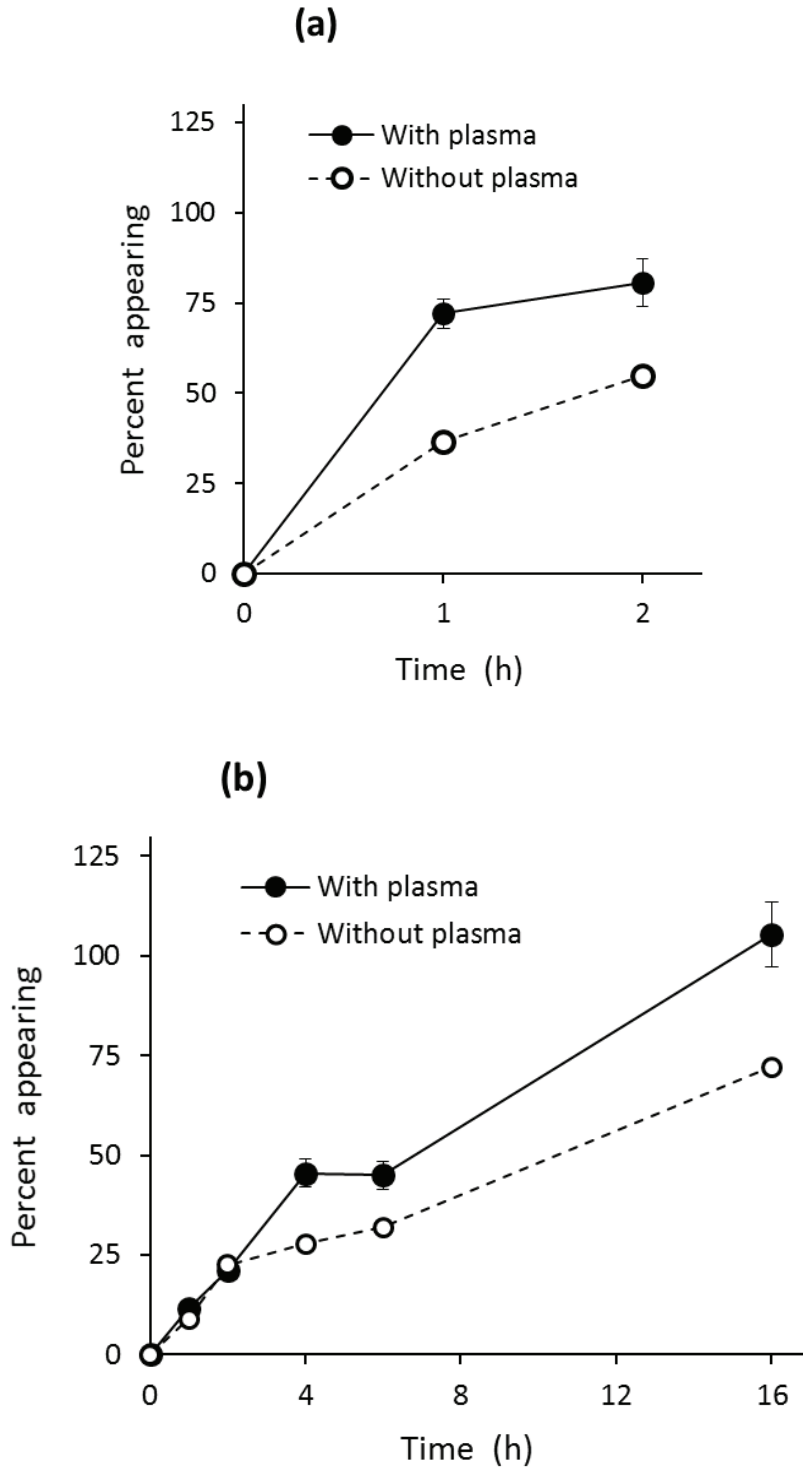 (a)
125
100
75
50
25
0
With plasma
Without plasma
Percent appearing
0 1 2
Time (h)
(b)
125
100
75
50
25
0
With plasma
Without plasma
Percent appearing
0 4 8 12 16
Time (h)